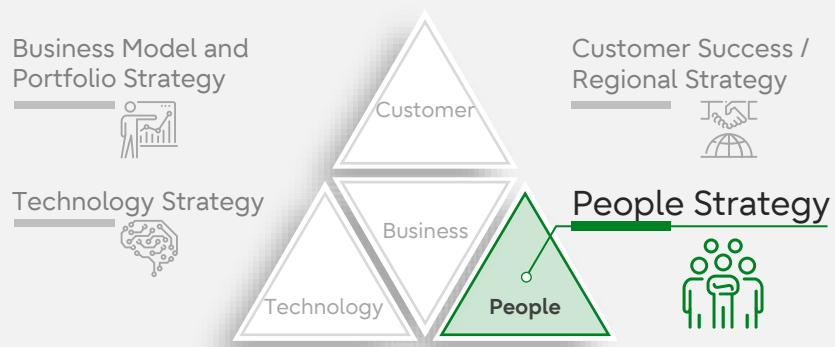 Business Model and
Portfolio Strategy
Customer Success /
Regional Strategy
Customer
Technology Strategy
People Strategy
Business
Technology
People